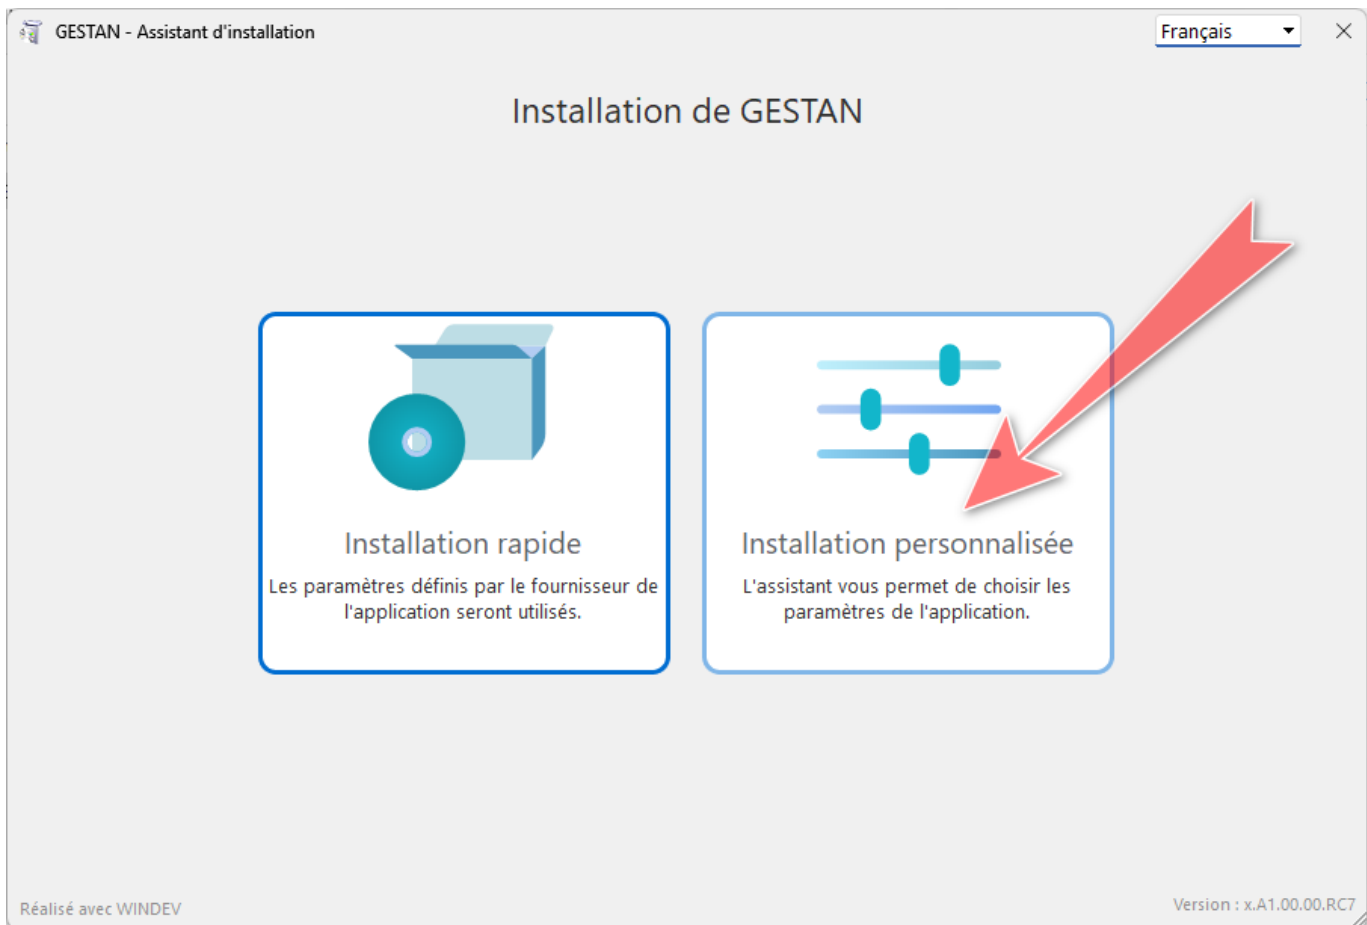 GESTAN - Assistant d'installation
Français
Installation de GESTAN
Installation rapide
Les paramètres définis par le fournisseur de
l'application seront utilisés.
Installation personnalisée
L'assistant vous permet de choisir les
paramètres de l'application.
Réalisé avec WINDEV
Version : x.A1.00.00.RC7